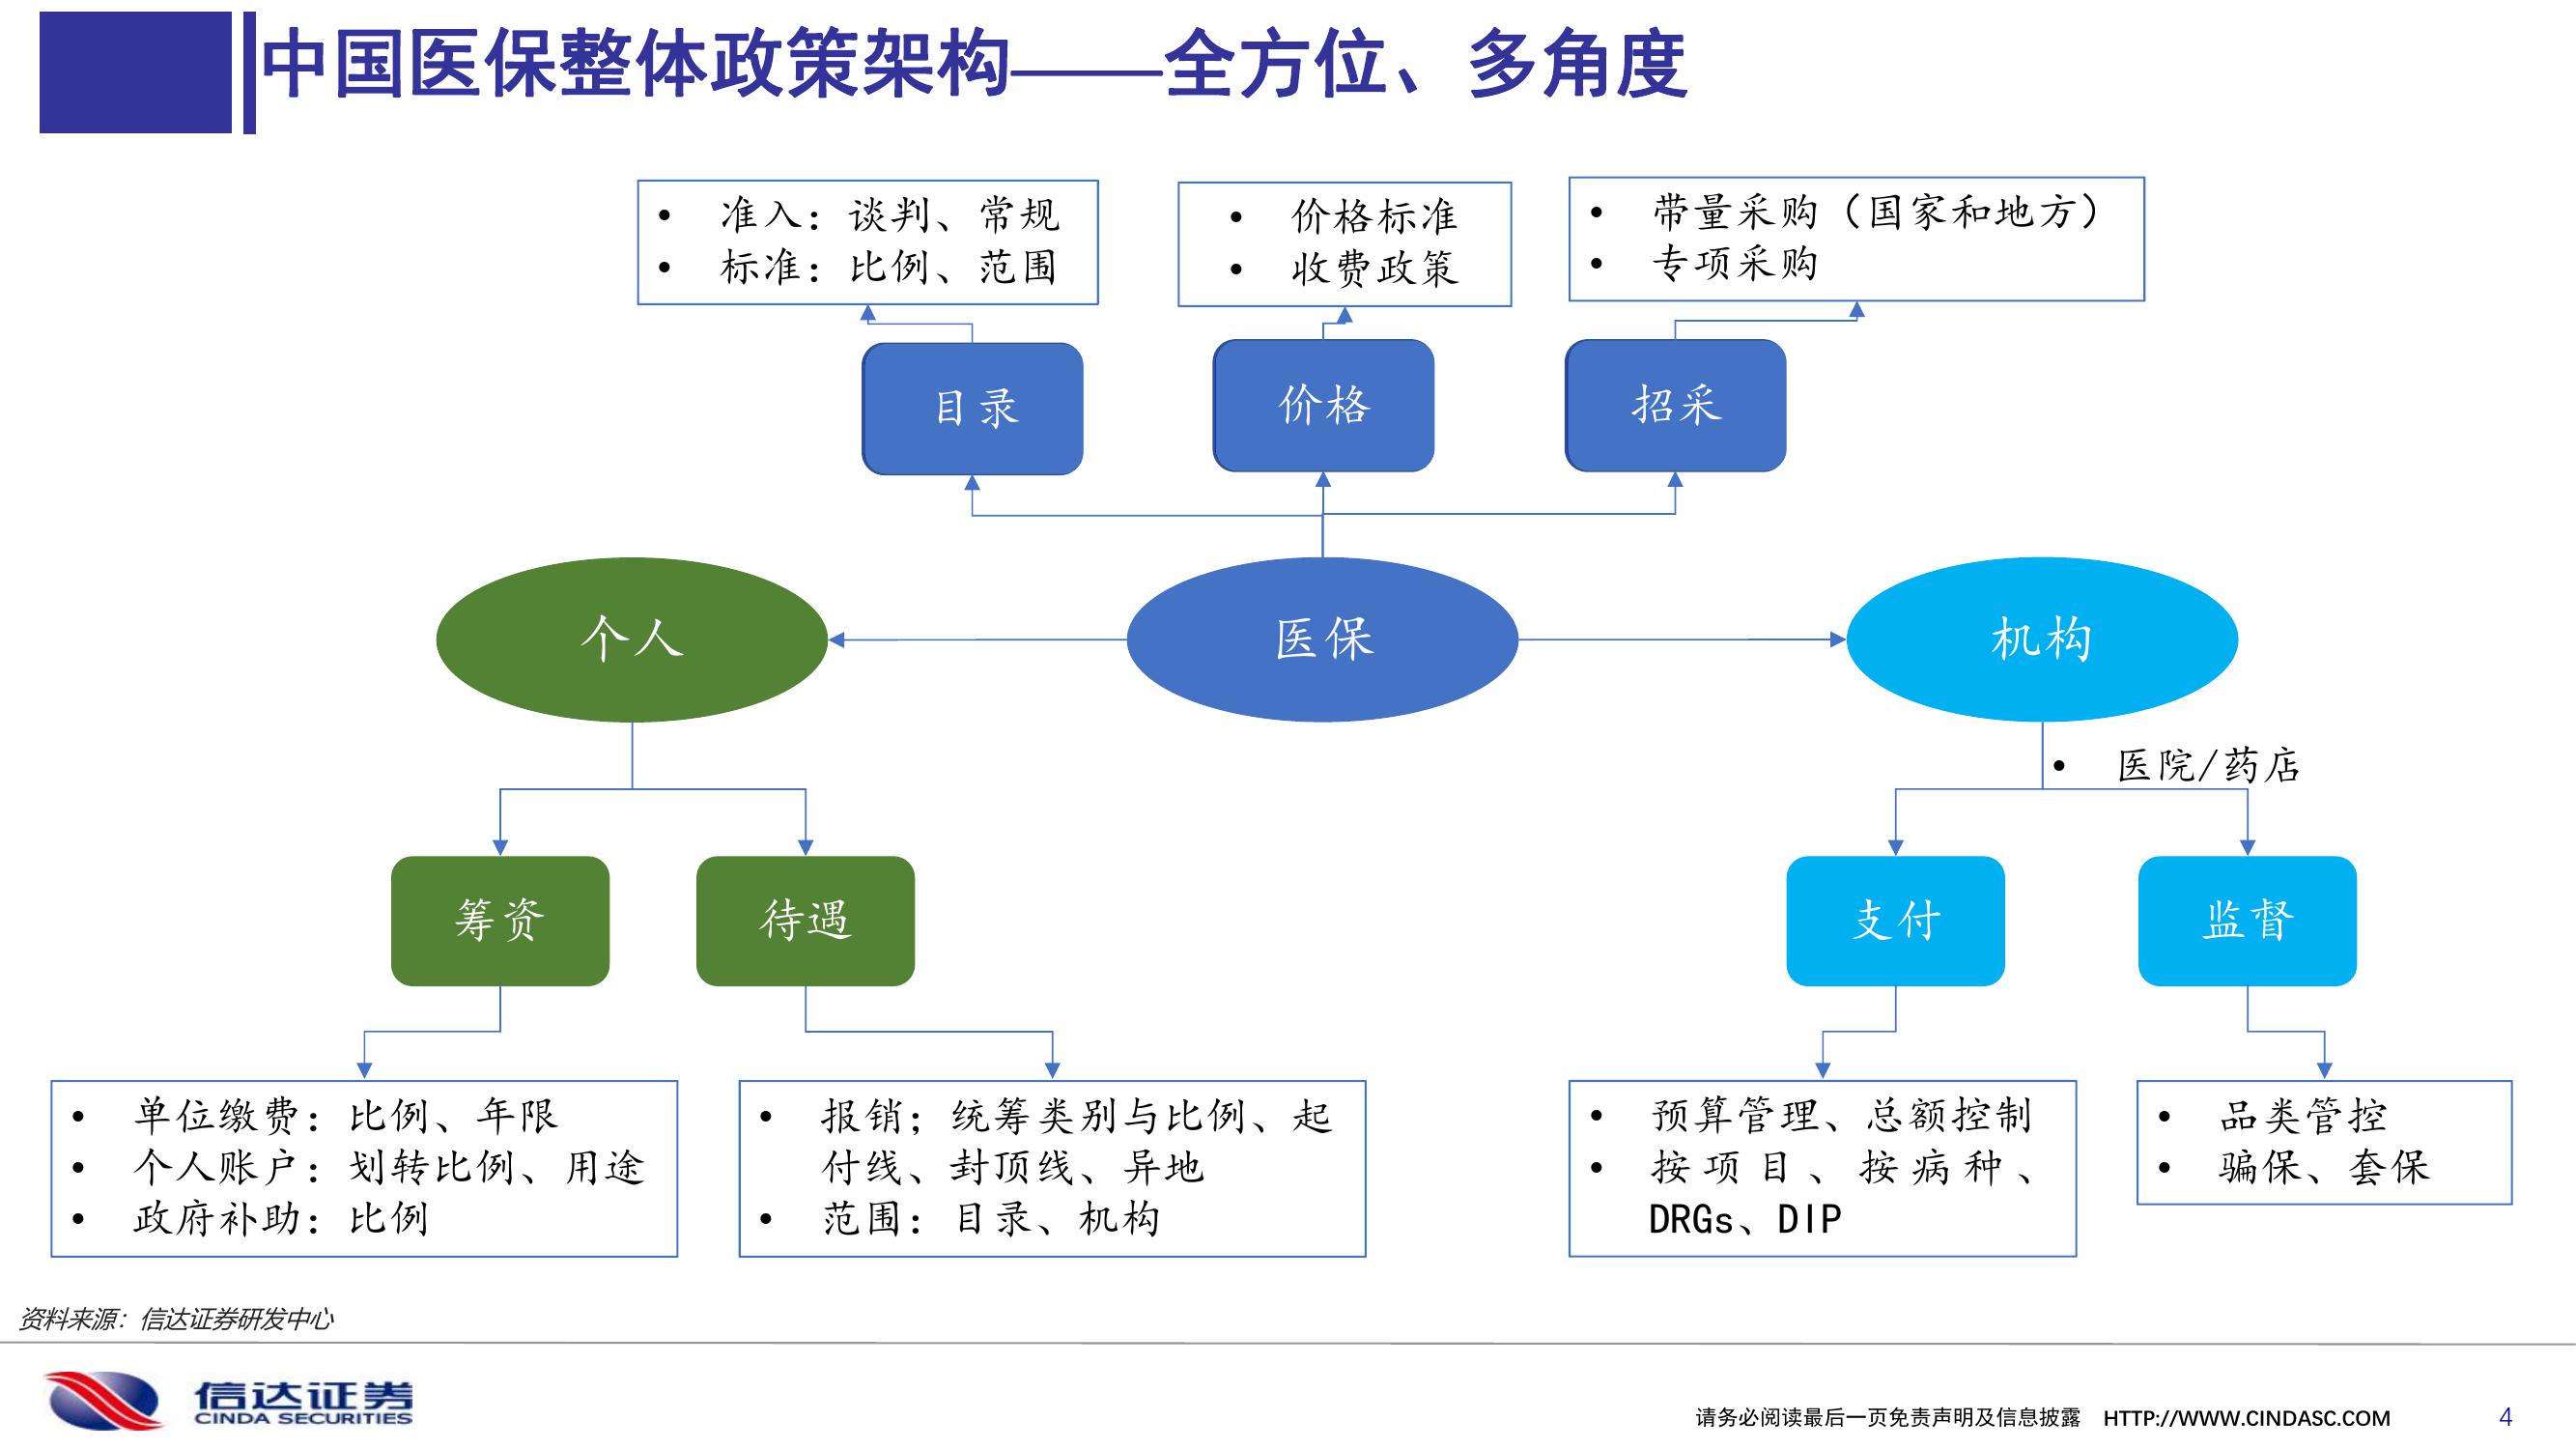 中国医保整体政策架构——全方位、多角度
• 准入：谈判、常规
• 标准：比例、范围
• 价格标准
• 收费政策
• 带量采购（国家和地方）
• 专项采购
目录
价格
招采
个人
医保
机构
• 医院/药店
筹资
待遇
支付
监督
• 单位缴费：比例、年限
• 个人账户：划转比例、用途
• 政府补助：比例
• 报销；统筹类别与比例、起
付线、封顶线、异地
• 范围：目录、机构
• 预算管理、总额控制
• 按项目、按病种、
DRGs、DIP
• 品类管控
• 骗保、套保
资料来源：信达证券研发中心
信达证券
CINDA SECURITIES
请务必阅读最后一页免责声明及信息披露 HTTP://WWW.CINDASC.COM 4